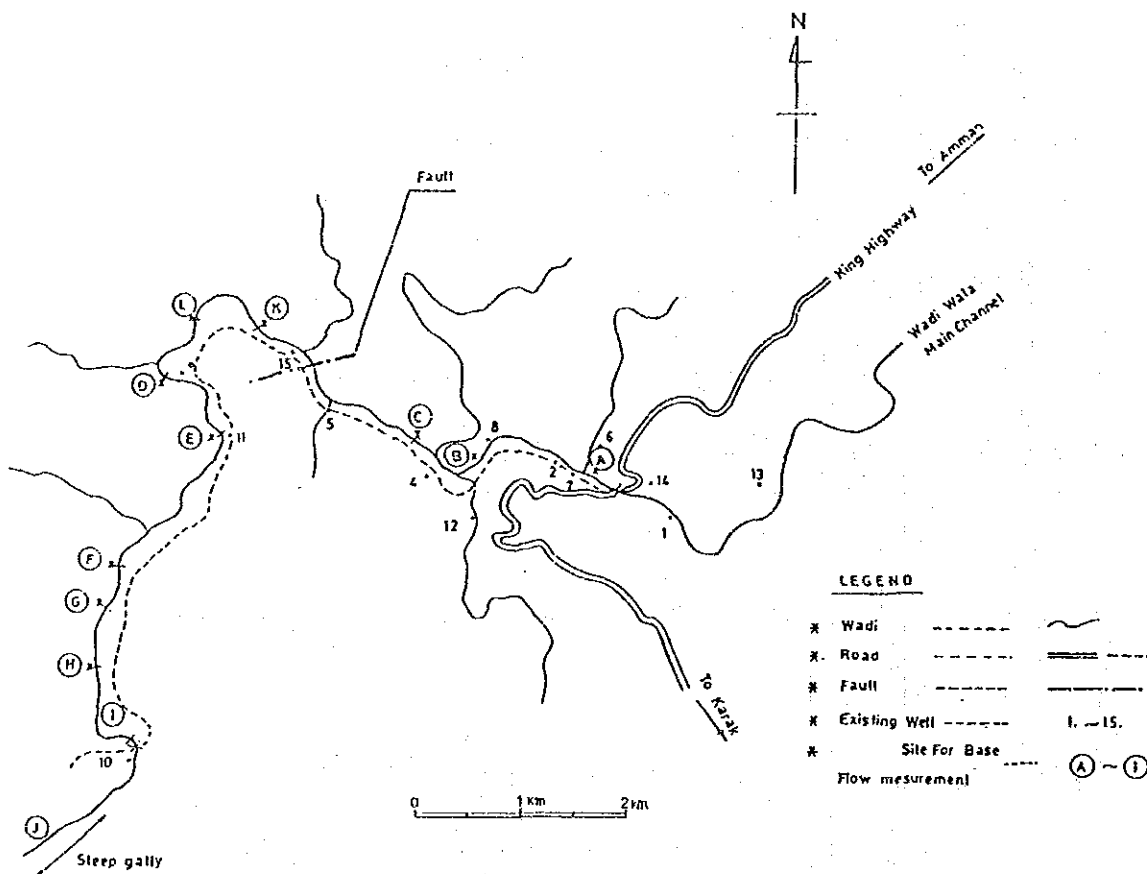 N
To Amman
Fault
King Highway
Wadi Wala
Main Channel
L
K
15
9
D
C
5
E
11
8
B
6
A
2
7
14
13
4
12
1
F
G
H
I
10
J
Steep gally
To Karak
0 1 Km 2 Km
LEGEND
* Wadi
* Road
* Fault
* Existing Well 1. ~ 15.
* Site For Base
Flow mesurement A ~ I